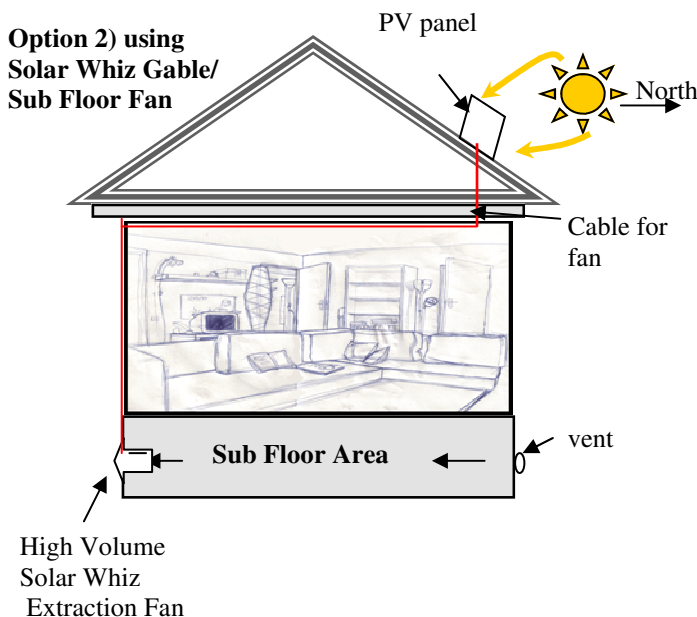 Option 2) using
Solar Whiz Gable/
Sub Floor Fan
PV panel
North
Cable for
fan
Sub Floor Area
vent
High Volume
Solar Whiz
Extraction Fan